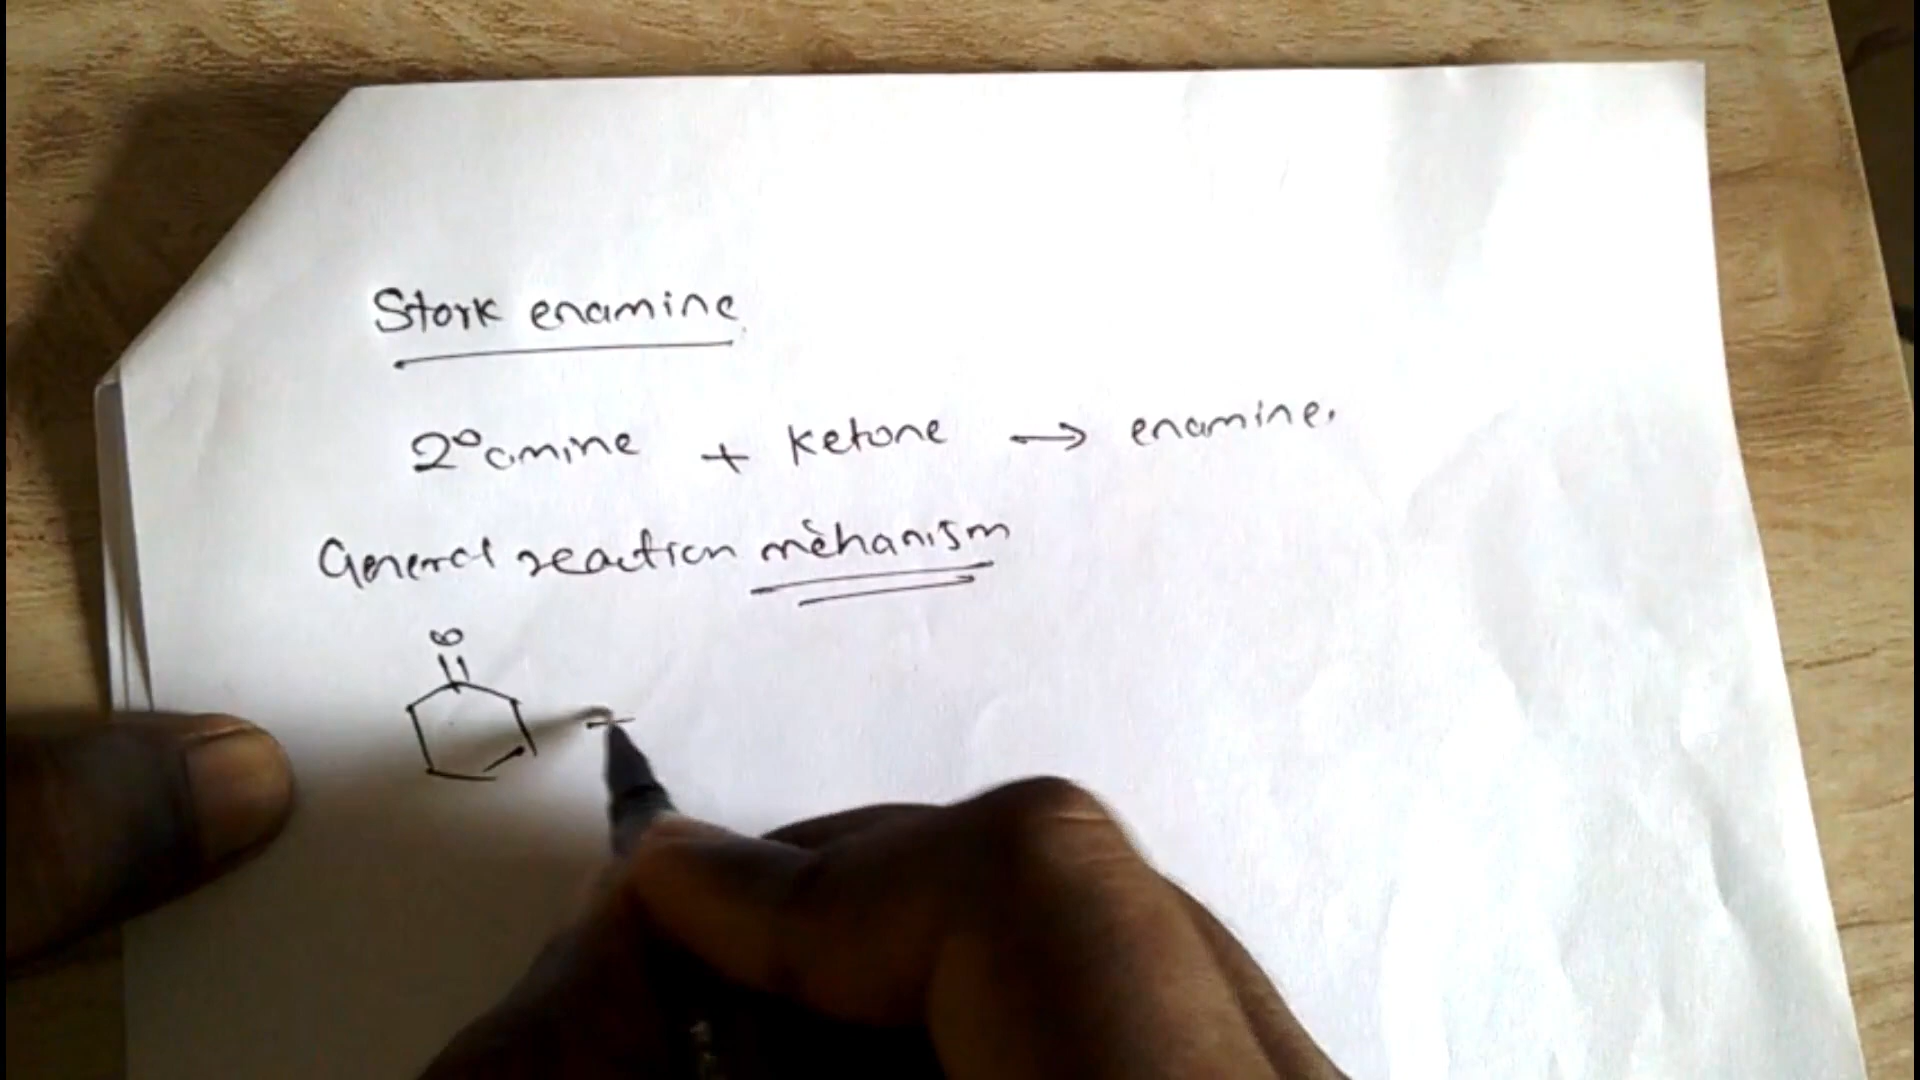 Stork enamine
2° amine + Ketone → enamine.
General reaction mehanism
O
+